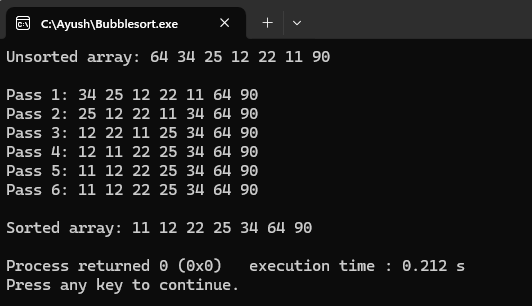 C:\Ayush\Bubblesort.exe
Unsorted array: 64 34 25 12 22 11 90
Pass 1: 34 25 12 22 11 64 90
Pass 2: 25 12 22 11 34 64 90
Pass 3: 12 22 11 25 34 64 90
Pass 4: 12 11 22 25 34 64 90
Pass 5: 11 12 22 25 34 64 90
Pass 6: 11 12 22 25 34 64 90
Sorted array: 11 12 22 25 34 64 90
Process returned 0 (0x0)   execution time : 0.212 s
Press any key to continue.